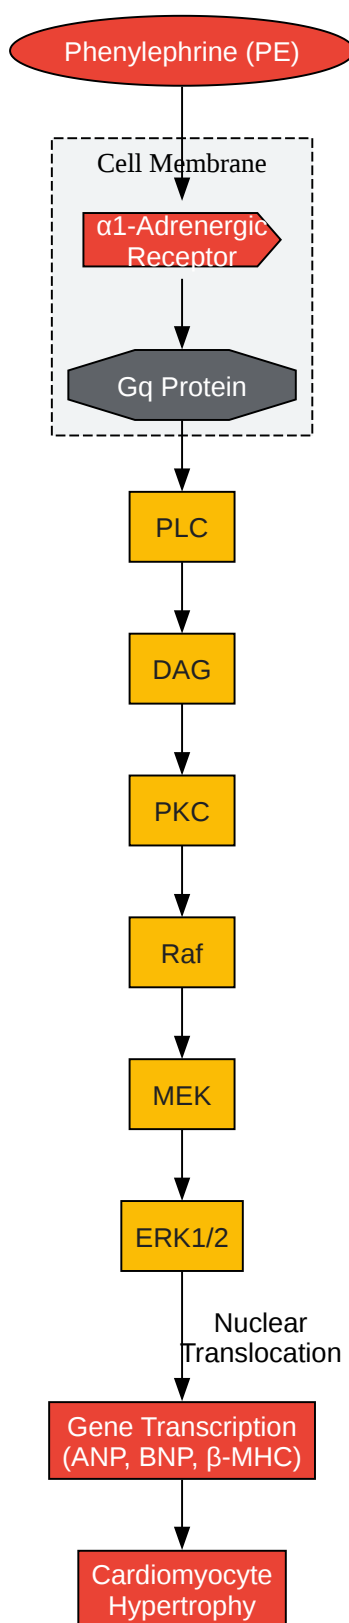 Phenylephrine (PE)
Cell Membrane
α1-Adrenergic
Receptor
Gq Protein
PLC
DAG
PKC
Raf
MEK
ERK1/2
Nuclear
Translocation
Gene Transcription
(ANP, BNP, β-MHC)
Cardiomyocyte
Hypertrophy